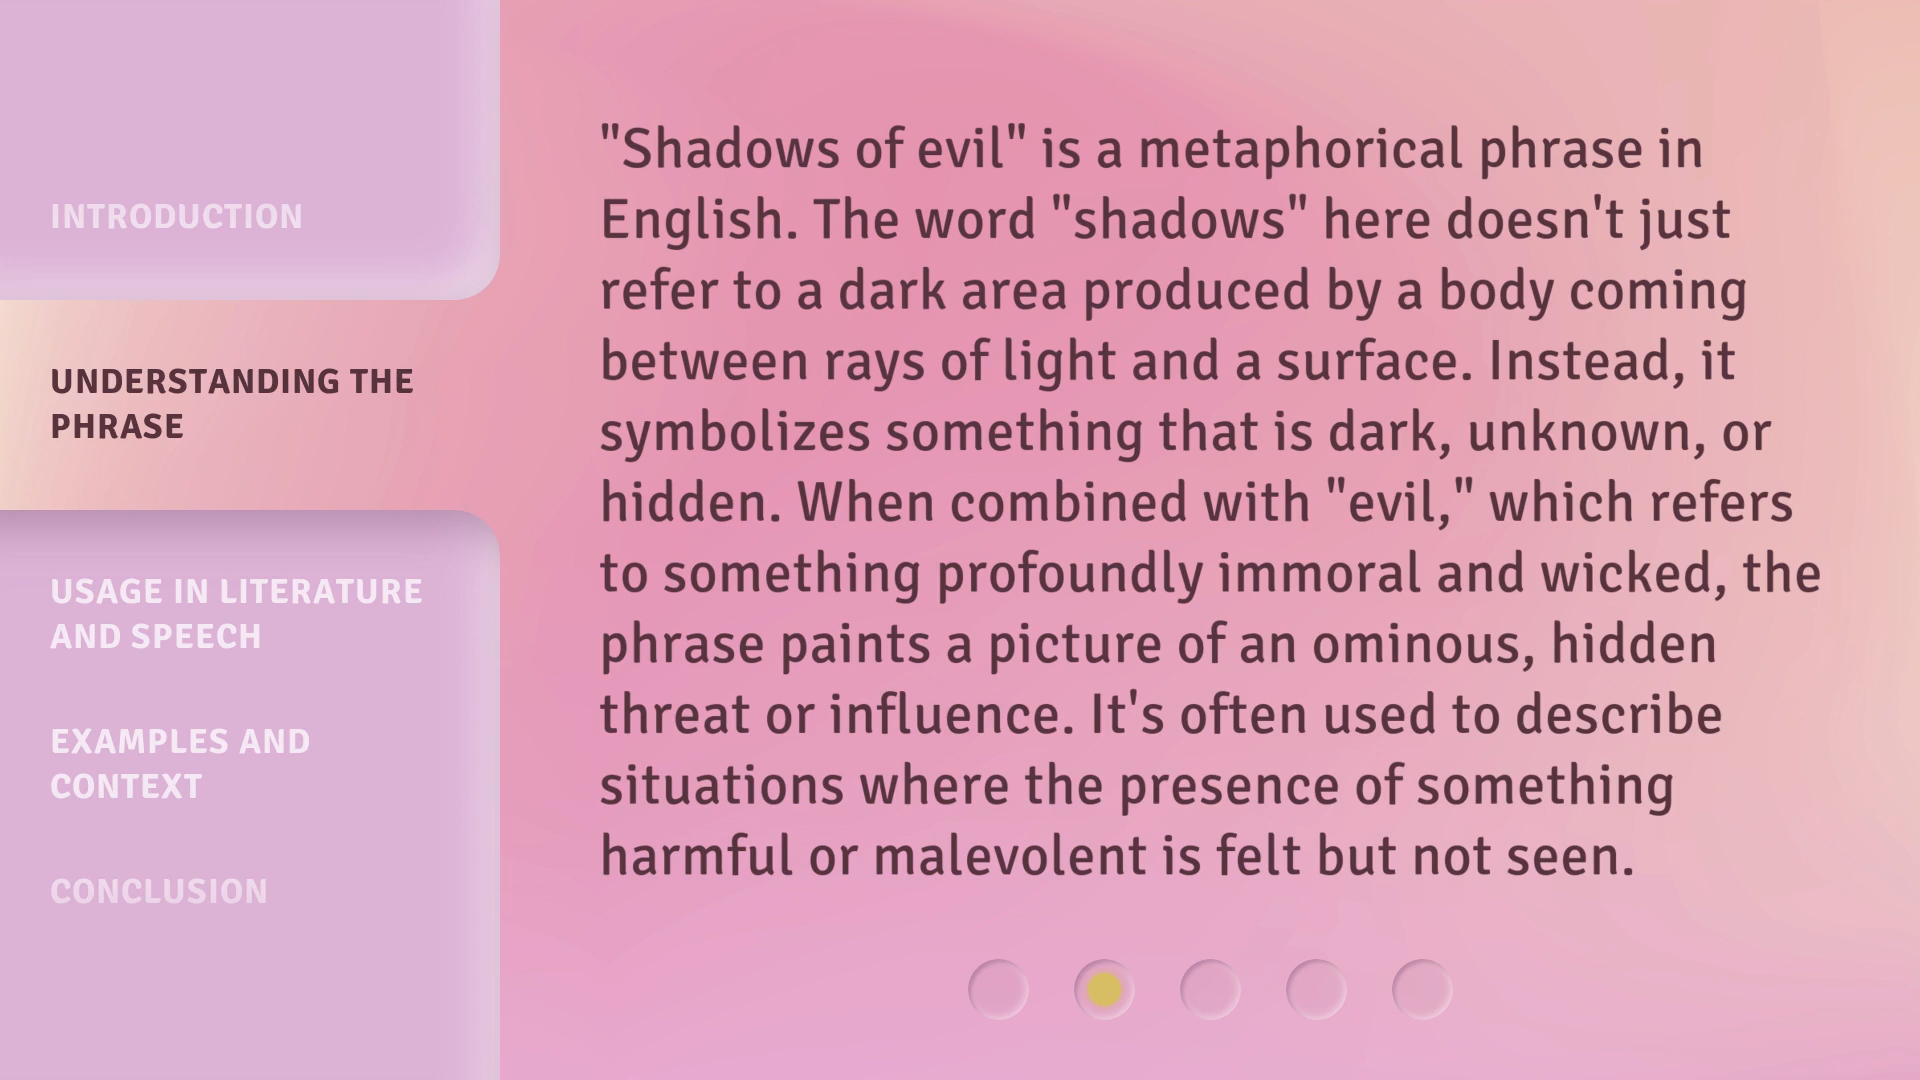 INTRODUCTION
UNDERSTANDING THE
PHRASE
USAGE IN LITERATURE
AND SPEECH
EXAMPLES AND
CONTEXT
CONCLUSION
"Shadows of evil" is a metaphorical phrase in
English. The word "shadows" here doesn't just
refer to a dark area produced by a body coming
between rays of light and a surface. Instead, it
symbolizes something that is dark, unknown, or
hidden. When combined with "evil," which refers
to something profoundly immoral and wicked, the
phrase paints a picture of an ominous, hidden
threat or influence. It's often used to describe
situations where the presence of something
harmful or malevolent is felt but not seen.